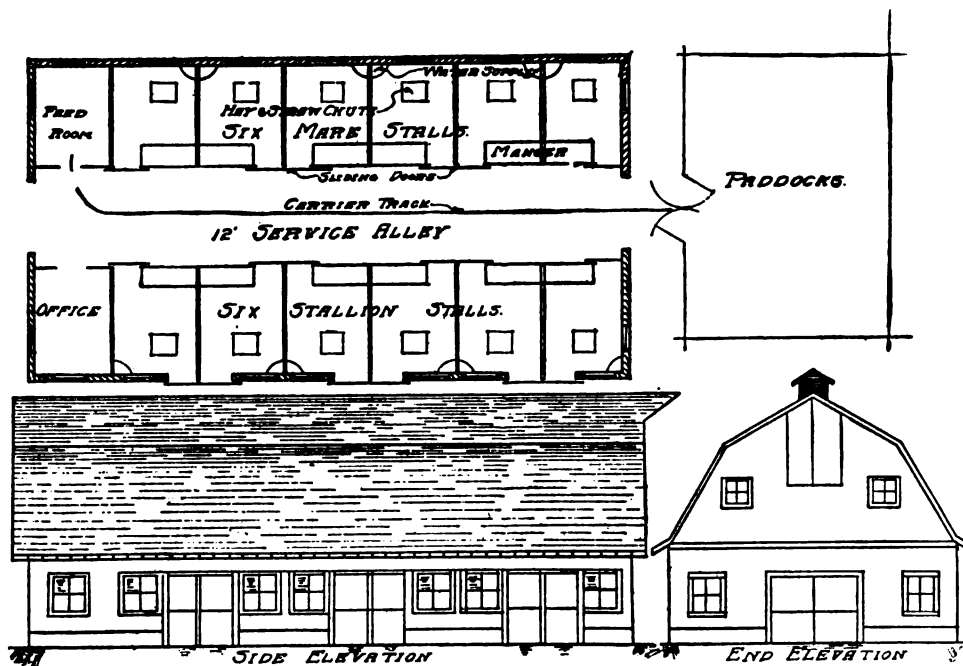 WATER SUPPLY
FEED
ROOM
HAY & STRAW CHUTE
SIX MARE STALLS.
MANGER
SLIDING DOORS
PADDOCKS.
CARRIER TRACK
12' SERVICE ALLEY
OFFICE
SIX STALLION STALLS.
SIDE ELEVATION
END ELEVATION